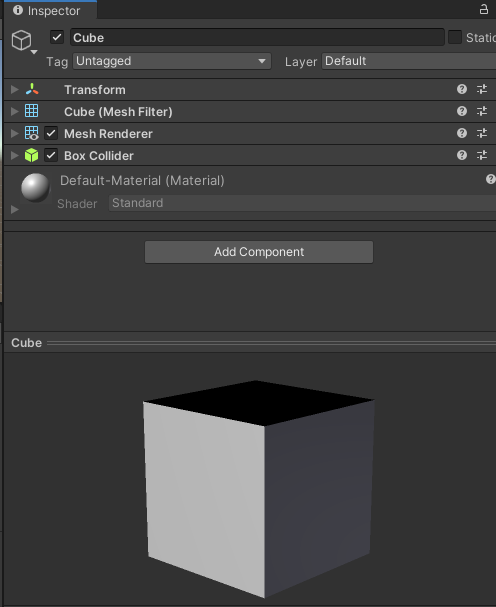 Inspector
Cube
Static
Tag Untagged Layer Default
Transform
Cube (Mesh Filter)
Mesh Renderer
Box Collider
Default-Material (Material)
Shader Standard
Add Component
Cube